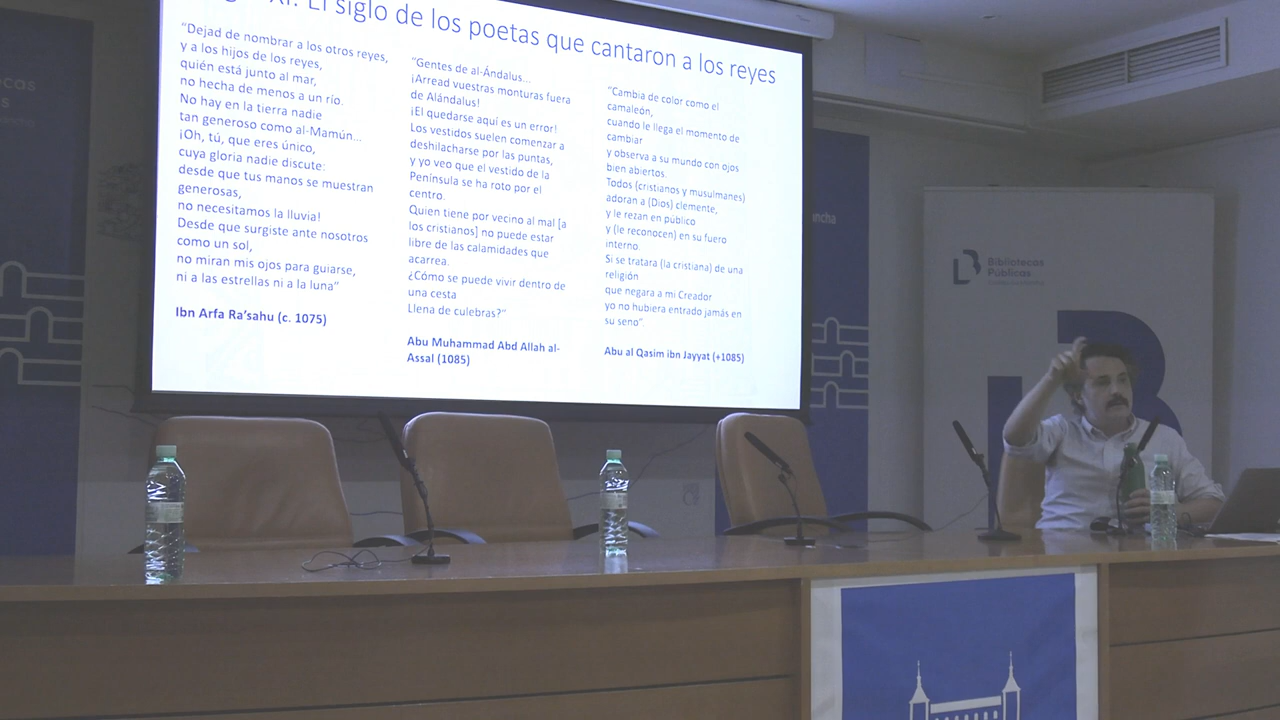 XI. El siglo de los poetas que cantaron a los reyes
“Dejad de nombrar a los otros reyes,
y a los hijos de los reyes,
quién está junto al mar,
no hecha de menos a un río.
No hay en la tierra nadie
tan generoso como al-Mamún...
¡Oh, tú, que eres único,
cuya gloria nadie discute:
desde que tus manos se muestran
generosas,
no necesitamos la lluvia!
Desde que surgiste ante nosotros
como un sol,
no miran mis ojos para guiarse,
ni a las estrellas ni a la luna”
Ibn Arfa Ra’sahu (c. 1075)
“Gentes de al-Ándalus...
¡Arread vuestras monturas fuera
de Alándalus!
¡El quedarse aquí es un error!
Los vestidos suelen comenzar a
deshilacharse por las puntas,
y yo veo que el vestido de la
Península se ha roto por el
centro.
Quien tiene por vecino al mal [a
los cristianos] no puede estar
libre de las calamidades que
acarrea.
¿Cómo se puede vivir dentro de
una cesta
Llena de culebras?”
Abu Muhammad Abd Allah al-
Assal (1085)
“Cambia de color como el
camaleón,
cuando le llega el momento de
cambiar
y observa a su mundo con ojos
bien abiertos.
Todos (cristianos y musulmanes)
adoran a (Dios) clemente,
y le rezan en público
y (le reconocen) en su fuero
interno.
Si se tratara (la cristiana) de una
religión
que negara a mi Creador
yo no hubiera entrado jamás en
su seno”.
Abu al Qasim ibn Jayyat (+1085)
Bibliotecas
Públicas